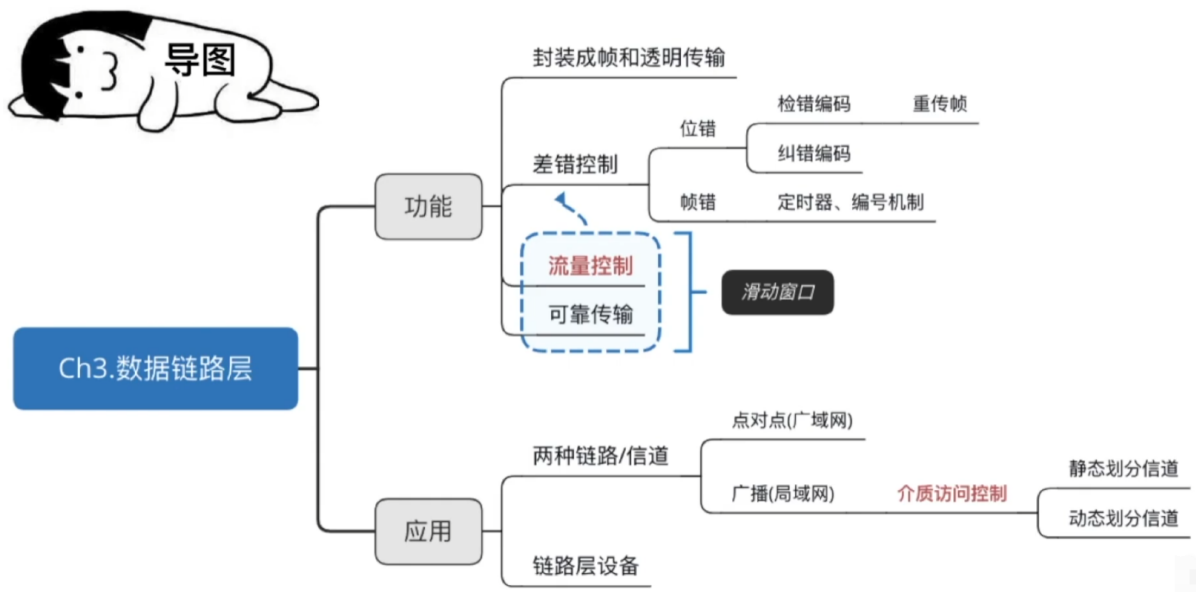 导图
Ch3.数据链路层
功能
封装成帧和透明传输
差错控制
位错
检错编码
重传帧
纠错编码
帧错
定时器、编号机制
流量控制
可靠传输
滑动窗口
应用
两种链路/信道
点对点(广域网)
广播(局域网)
介质访问控制
静态划分信道
动态划分信道
链路层设备